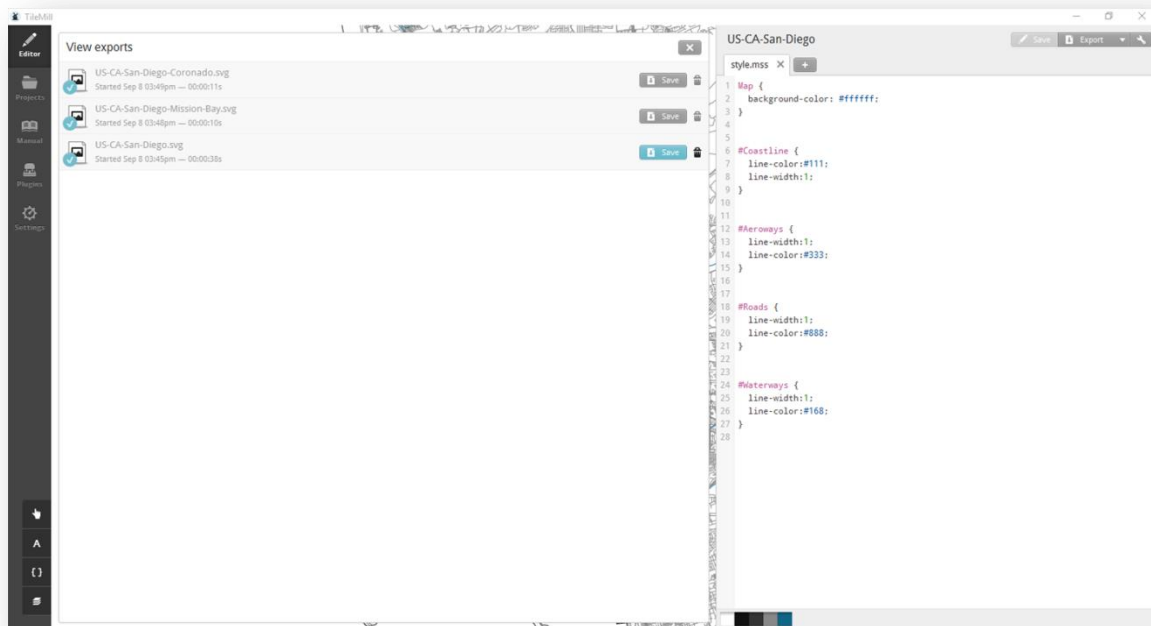 TileMill
Editor
Projects
Manual
Plugins
Settings
A
{}
View exports
US-CA-San-Diego-Coronado.svg
Started Sep 8 03:49pm — 00:00:11s
Save
US-CA-San-Diego-Mission-Bay.svg
Started Sep 8 03:48pm — 00:00:10s
Save
US-CA-San-Diego.svg
Started Sep 8 03:45pm — 00:00:38s
Save
US-CA-San-Diego
Save Export
style.mss
1 Map {
2 background-color: #ffffff;
3 }
4
5
6 #Coastline {
7 line-color:#111;
8 line-width:1;
9 }
10
11
12 #Aeroways {
13 line-width:1;
14 line-color:#333;
15 }
16
17
18 #Roads {
19 line-width:1;
20 line-color:#888;
21 }
22
23
24 #Waterways {
25 line-width:1;
26 line-color:#168;
27 }
28